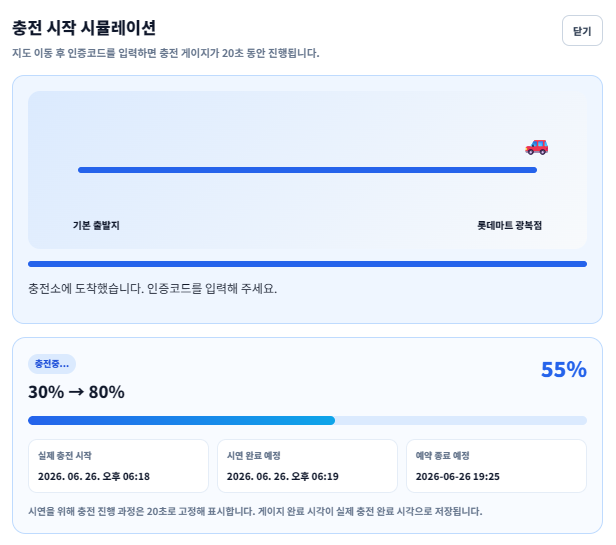 충전 시작 시뮬레이션
닫기
지도 이동 후 인증코드를 입력하면 충전 게이지가 20초 동안 진행됩니다.
기본 출발지
롯데마트 광복점
충전소에 도착했습니다. 인증코드를 입력해 주세요.
충전중...
55%
30% → 80%
실제 충전 시작
2026. 06. 26. 오후 06:18
시연 완료 예정
2026. 06. 26. 오후 06:19
예약 종료 예정
2026-06-26 19:25
시연을 위해 충전 진행 과정은 20초로 고정해 표시합니다. 게이지 완료 시각이 실제 충전 완료 시각으로 저장됩니다.